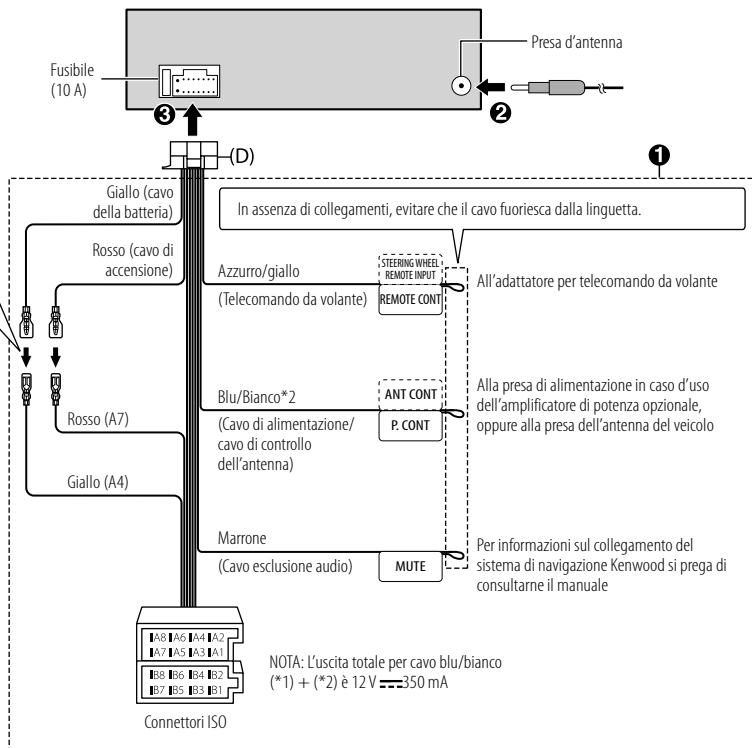 Presa d'antenna
Fusibile
(10 A)
❸
❷
(D)
❶
Giallo (cavo
della batteria)
In assenza di collegamenti, evitare che il cavo fuoriesca dalla linguetta.
Rosso (cavo di
accensione)
Azzurro/giallo
(Telecomando da volante)
STEERING WHEEL
REMOTE INPUT
REMOTE CONT
All'adattatore per telecomando da volante
Blu/Bianco*2
(Cavo di alimentazione/
cavo di controllo
dell'antenna)
ANT CONT
P. CONT
Alla presa di alimentazione in caso d'uso
dell'amplificatore di potenza opzionale,
oppure alla presa dell'antenna del veicolo
Rosso (A7)
Giallo (A4)
Marrone
(Cavo esclusione audio)
MUTE
Per informazioni sul collegamento del
sistema di navigazione Kenwood si prega di
consultarne il manuale
A8 A6 A4 A2
A7 A5 A3 A1
B8 B6 B4 B2
B7 B5 B3 B1
Connettori ISO
NOTA: L'uscita totale per cavo blu/bianco
(*1) + (*2) è 12 V ⎓ 350 mA